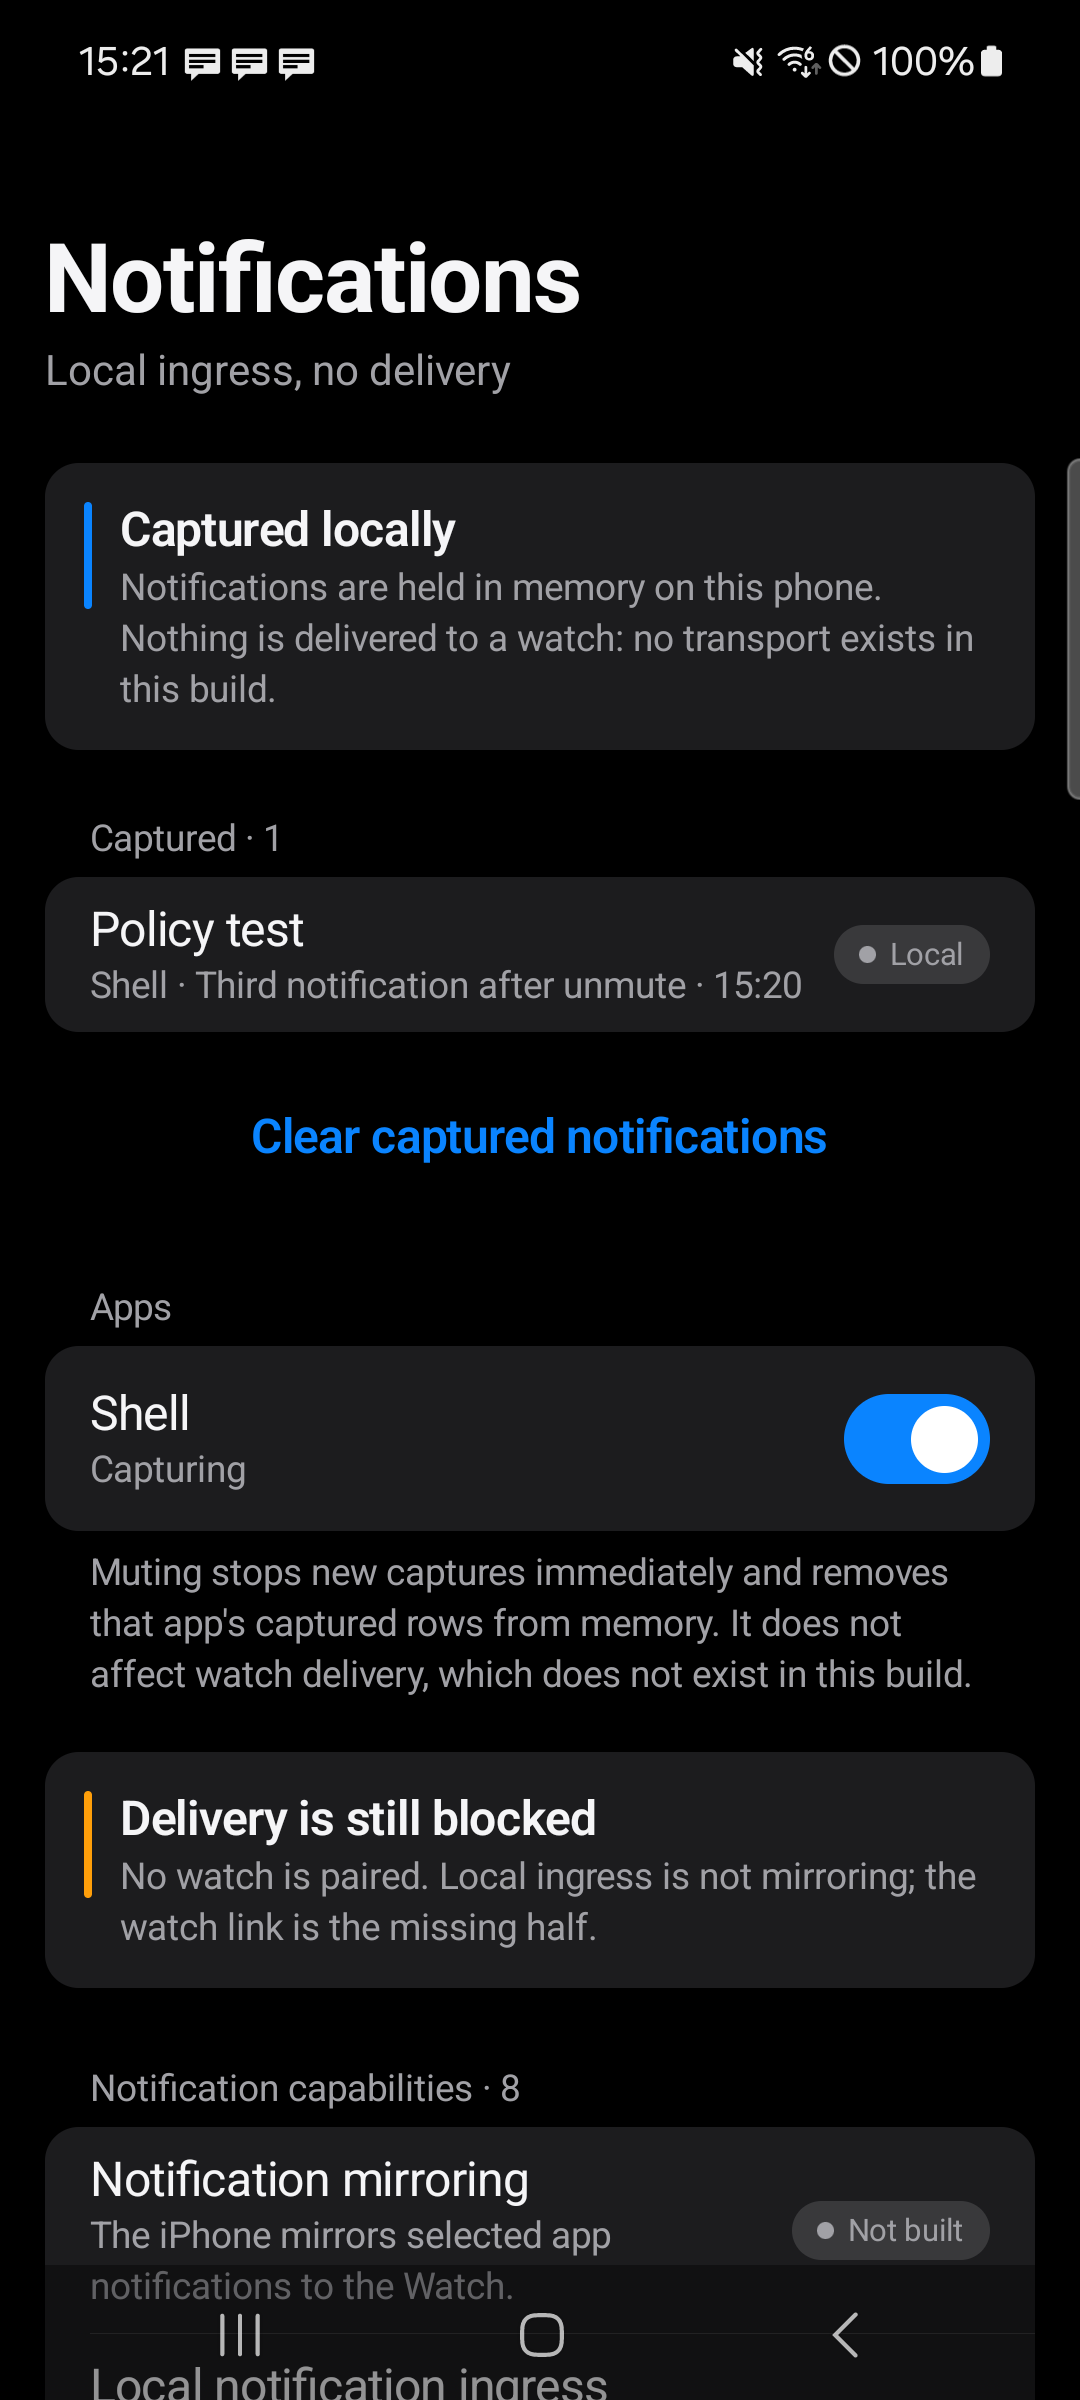 15:21 100%
Notifications
Local ingress, no delivery
Captured locally
Notifications are held in memory on this phone.
Nothing is delivered to a watch: no transport exists in
this build.
Captured · 1
Policy test
Shell · Third notification after unmute · 15:20
Local
Clear captured notifications
Apps
Shell
Capturing
Muting stops new captures immediately and removes
that app's captured rows from memory. It does not
affect watch delivery, which does not exist in this build.
Delivery is still blocked
No watch is paired. Local ingress is not mirroring; the
watch link is the missing half.
Notification capabilities · 8
Notification mirroring
The iPhone mirrors selected app
notifications to the Watch.
Not built
Local notification ingress